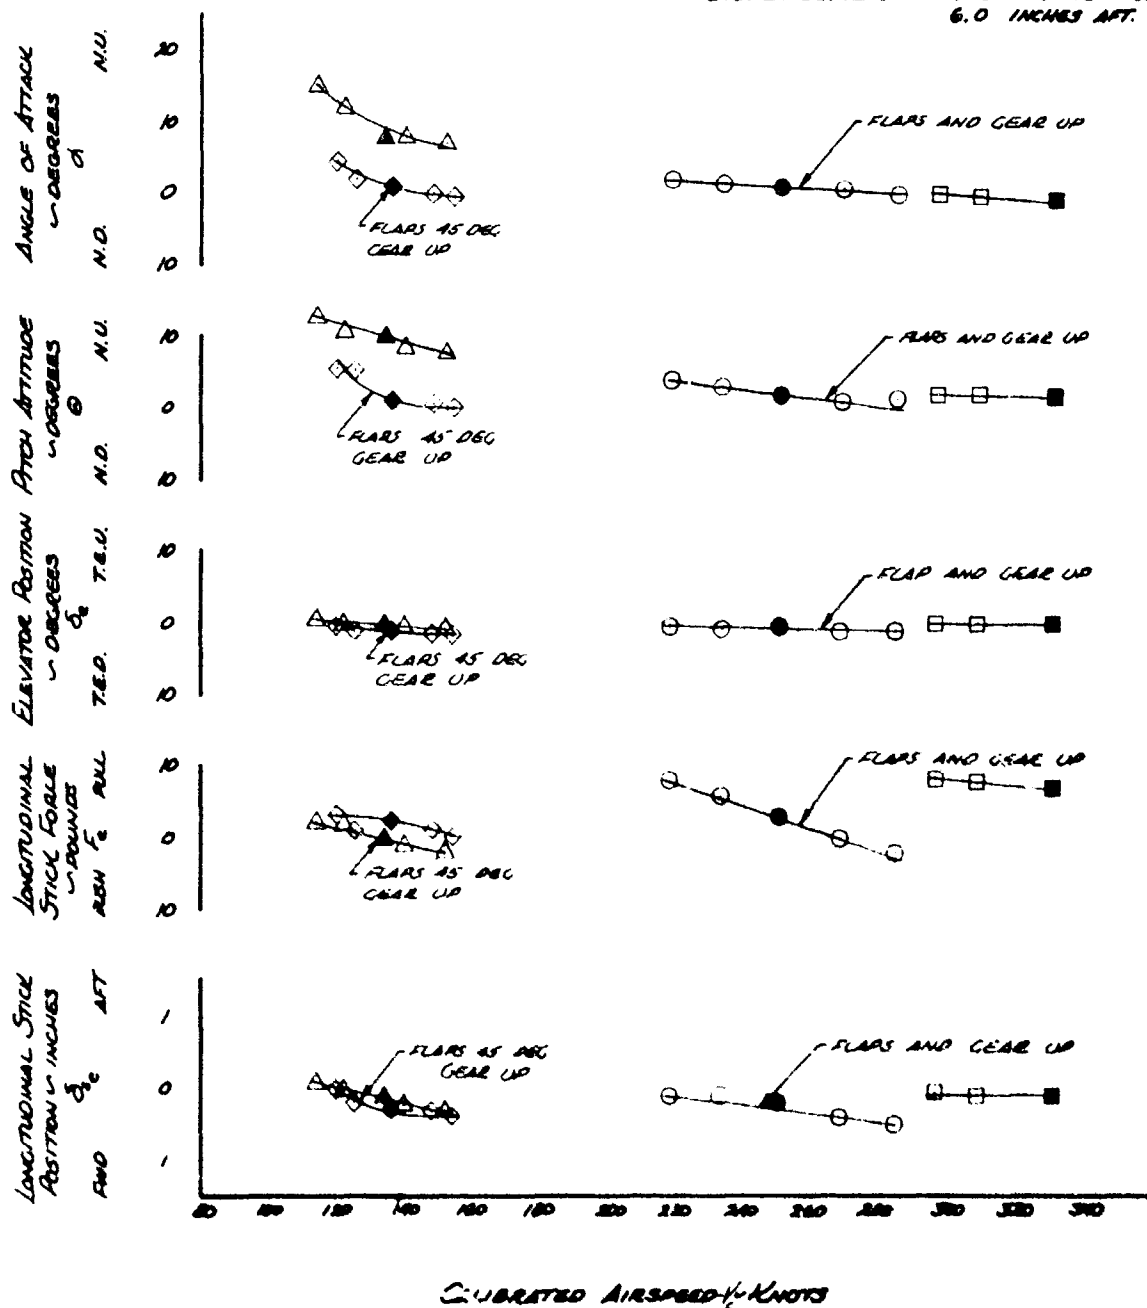 6.0 INCHES AFT.
ANGLE OF ATTACK
~ DEGREES
α
N.D. N.U.
20
10
0
10
FLAPS AND GEAR UP
FLAPS 45 DEG
GEAR UP
PITCH ATTITUDE
~ DEGREES
θ
N.D. N.U.
10
0
10
FLAPS AND GEAR UP
FLAPS 45 DEG
GEAR UP
ELEVATOR POSITION
~ DEGREES
δe
T.E.D. T.E.U.
10
0
10
FLAP AND GEAR UP
FLAPS 45 DEG
GEAR UP
LONGITUDINAL
STICK FORCE
~ POUNDS
PUSH Fe PULL
10
0
10
FLAPS AND GEAR UP
FLAPS 45 DEG
GEAR UP
LONGITUDINAL STICK
POSITION ~ INCHES
FWD AFT
1
0
1
FLAPS 45 DEG
GEAR UP
FLAPS AND GEAR UP
80 100 120 140 160 180 200 220 240 260 280 300 320 340
CALIBRATED AIRSPEED ~ KNOTS